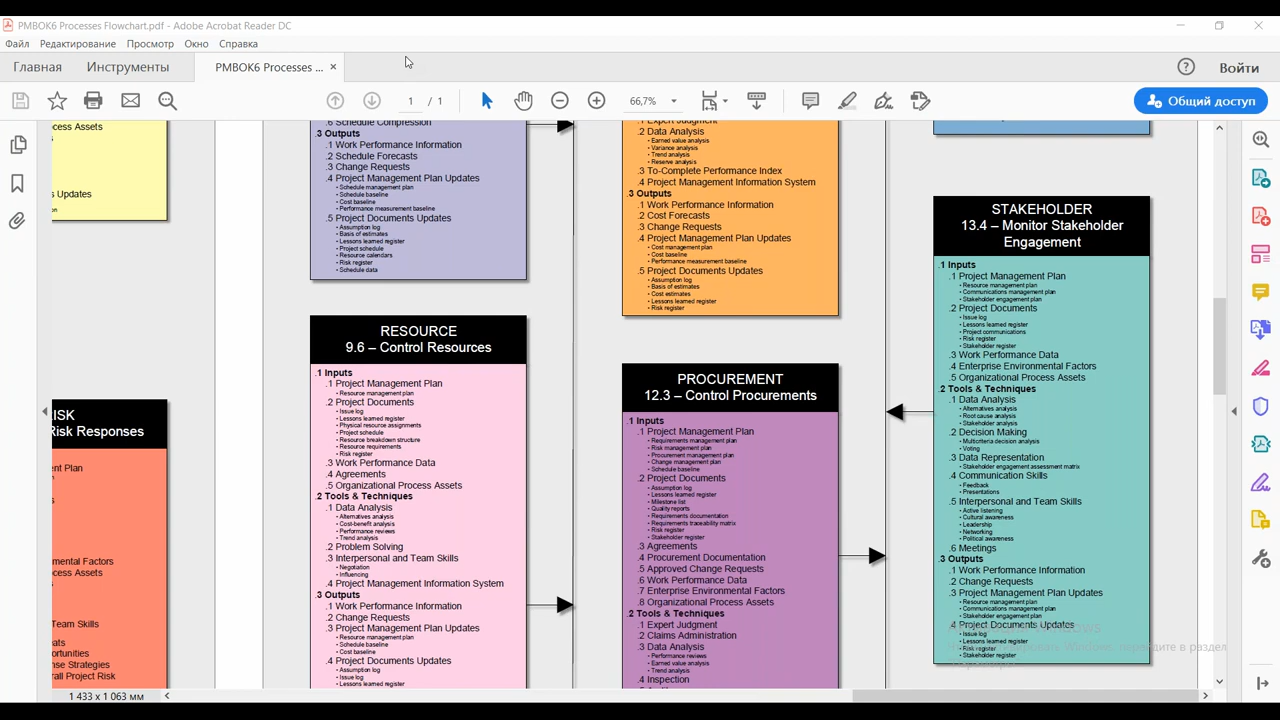 PMBOK6 Processes Flowchart.pdf - Adobe Acrobat Reader DC
Файл Редактирование Просмотр Окно Справка
Главная Инструменты PMBOK6 Processes ... × Войти
1 / 1 66,7% Общий доступ
cess Assets
s Updates
ISK
Risk Responses
nt Plan
mental Factors
cess Assets
Team Skills
ats
ortunities
nse Strategies
rall Project Risk
.6 Schedule Compression
.3 Outputs
.1 Work Performance Information
.2 Schedule Forecasts
.3 Change Requests
.4 Project Management Plan Updates
• Schedule management plan
• Schedule baseline
• Cost baseline
• Performance measurement baseline
.5 Project Documents Updates
• Assumption log
• Basis of estimates
• Lessons learned register
• Project schedule
• Resource calendars
• Risk register
• Schedule data
RESOURCE
9.6 – Control Resources
.1 Inputs
.1 Project Management Plan
• Resource management plan
.2 Project Documents
• Issue log
• Lessons learned register
• Physical resource assignments
• Project schedule
• Resource breakdown structure
• Resource requirements
• Risk register
.3 Work Performance Data
.4 Agreements
.5 Organizational Process Assets
.2 Tools & Techniques
.1 Data Analysis
• Alternatives analysis
• Cost-benefit analysis
• Performance reviews
• Trend analysis
.2 Problem Solving
.3 Interpersonal and Team Skills
• Negotiation
• Influencing
.4 Project Management Information System
.3 Outputs
.1 Work Performance Information
.2 Change Requests
.3 Project Management Plan Updates
• Resource management plan
• Schedule baseline
• Cost baseline
.4 Project Documents Updates
• Assumption log
• Issue log
• Lessons learned register
.1 Expert Judgment
.2 Data Analysis
• Earned value analysis
• Variance analysis
• Trend analysis
• Reserve analysis
.3 To-Complete Performance Index
.4 Project Management Information System
.3 Outputs
.1 Work Performance Information
.2 Cost Forecasts
.3 Change Requests
.4 Project Management Plan Updates
• Cost management plan
• Cost baseline
• Performance measurement baseline
.5 Project Documents Updates
• Assumption log
• Basis of estimates
• Cost estimates
• Lessons learned register
• Risk register
PROCUREMENT
12.3 – Control Procurements
.1 Inputs
.1 Project Management Plan
• Requirements management plan
• Risk management plan
• Procurement management plan
• Change management plan
• Schedule baseline
.2 Project Documents
• Assumption log
• Lessons learned register
• Milestone list
• Quality reports
• Requirements documentation
• Requirements traceability matrix
• Risk register
• Stakeholder register
.3 Agreements
.4 Procurement Documentation
.5 Approved Change Requests
.6 Work Performance Data
.7 Enterprise Environmental Factors
.8 Organizational Process Assets
.2 Tools & Techniques
.1 Expert Judgment
.2 Claims Administration
.3 Data Analysis
• Performance reviews
• Earned value analysis
• Trend analysis
.4 Inspection
STAKEHOLDER
13.4 – Monitor Stakeholder
Engagement
.1 Inputs
.1 Project Management Plan
• Resource management plan
• Communications management plan
• Stakeholder engagement plan
.2 Project Documents
• Issue log
• Lessons learned register
• Project communications
• Risk register
• Stakeholder register
.3 Work Performance Data
.4 Enterprise Environmental Factors
.5 Organizational Process Assets
.2 Tools & Techniques
.1 Data Analysis
• Alternatives analysis
• Root cause analysis
• Stakeholder analysis
.2 Decision Making
• Multicriteria decision analysis
• Voting
.3 Data Representation
• Stakeholder engagement assessment matrix
.4 Communication Skills
• Feedback
• Presentations
.5 Interpersonal and Team Skills
• Active listening
• Cultural awareness
• Leadership
• Networking
• Political awareness
.6 Meetings
.3 Outputs
.1 Work Performance Information
.2 Change Requests
.3 Project Management Plan Updates
• Resource management plan
• Communications management plan
• Stakeholder engagement plan
.4 Project Documents Updates
• Issue log
• Lessons learned register
• Risk register
• Stakeholder register
1 433 x 1 063 мм